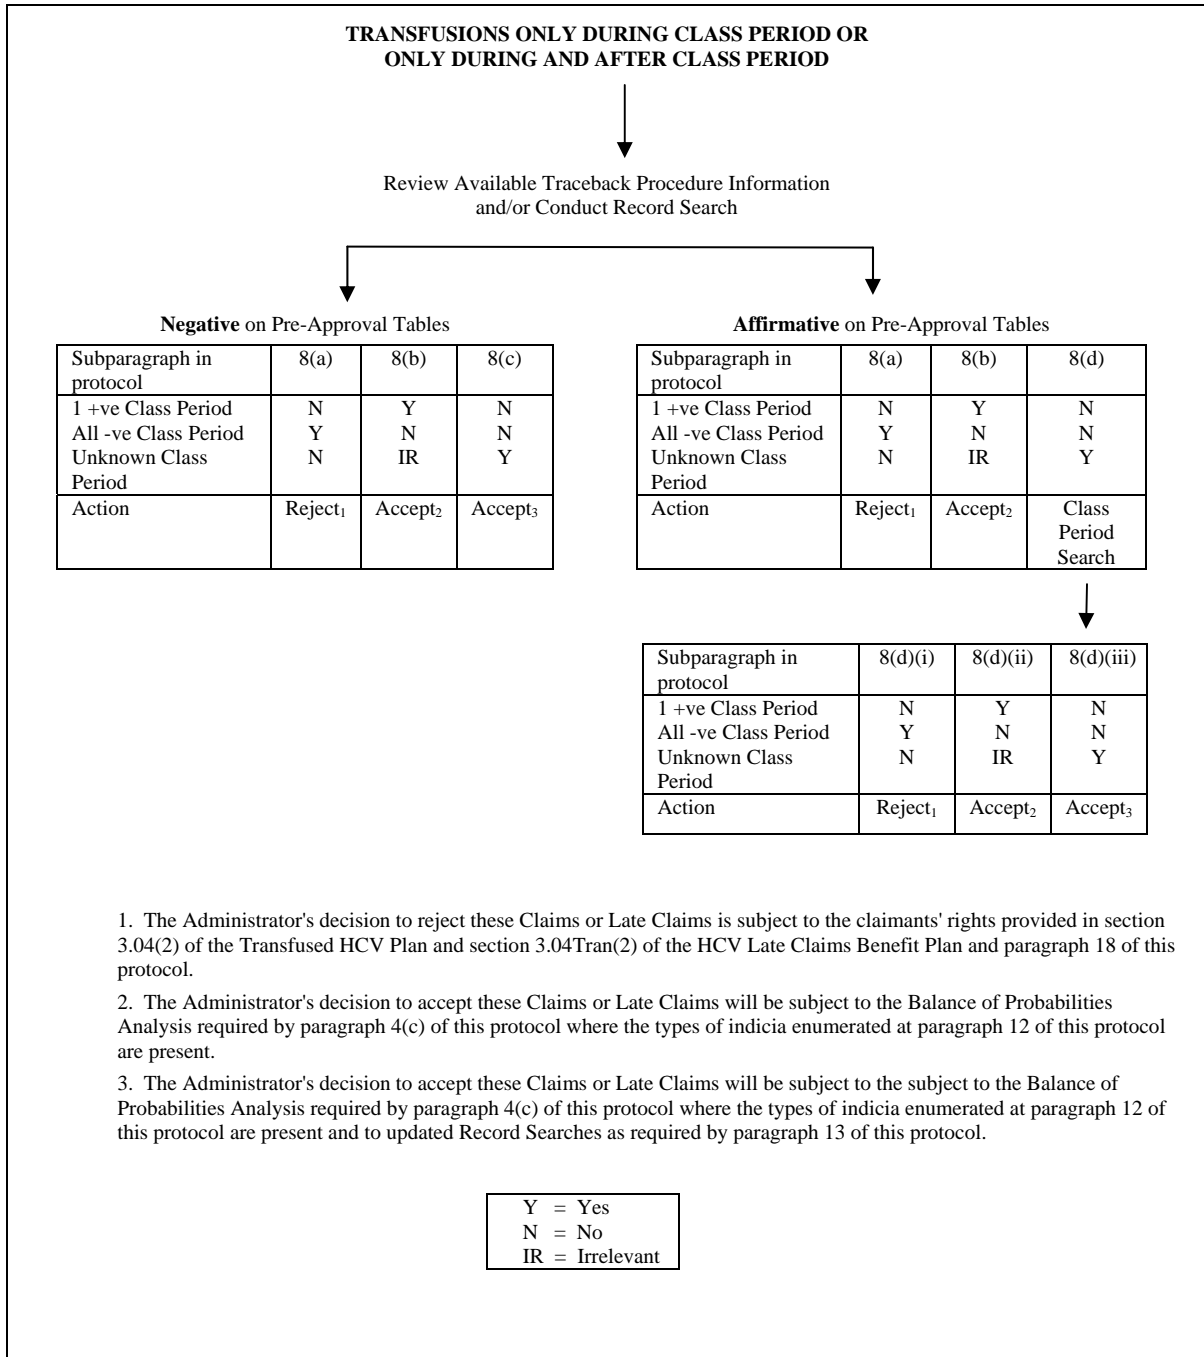 TRANSFUSIONS ONLY DURING CLASS PERIOD OR
ONLY DURING AND AFTER CLASS PERIOD
Review Available Traceback Procedure Information
and/or Conduct Record Search
Negative on Pre-Approval Tables
Subparagraph in protocol 8(a) 8(b) 8(c)
1 +ve Class Period N Y N
All -ve Class Period Y N N
Unknown Class Period N IR Y
Action Reject1 Accept2 Accept3
Affirmative on Pre-Approval Tables
Subparagraph in protocol 8(a) 8(b) 8(d)
1 +ve Class Period N Y N
All -ve Class Period Y N N
Unknown Class Period N IR Y
Action Reject1 Accept2 Class Period Search
Subparagraph in protocol 8(d)(i) 8(d)(ii) 8(d)(iii)
1 +ve Class Period N Y N
All -ve Class Period Y N N
Unknown Class Period N IR Y
Action Reject1 Accept2 Accept3
1. The Administrator's decision to reject these Claims or Late Claims is subject to the claimants' rights provided in section
3.04(2) of the Transfused HCV Plan and section 3.04Tran(2) of the HCV Late Claims Benefit Plan and paragraph 18 of this
protocol.
2. The Administrator's decision to accept these Claims or Late Claims will be subject to the Balance of Probabilities
Analysis required by paragraph 4(c) of this protocol where the types of indicia enumerated at paragraph 12 of this protocol
are present.
3. The Administrator's decision to accept these Claims or Late Claims will be subject to the subject to the Balance of
Probabilities Analysis required by paragraph 4(c) of this protocol where the types of indicia enumerated at paragraph 12 of
this protocol are present and to updated Record Searches as required by paragraph 13 of this protocol.
Y = Yes
N = No
IR = Irrelevant